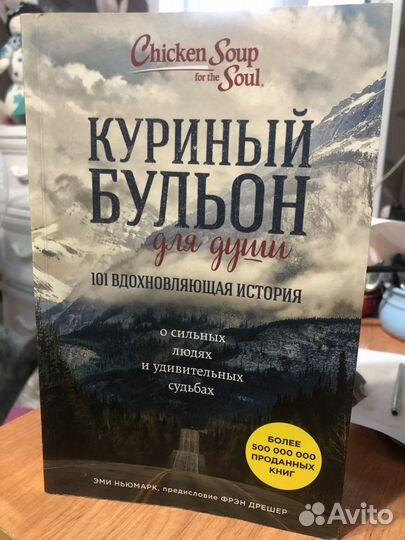 Chicken Soup
for the
Soul®
КУРИНЫЙ
БУЛЬОН
для души
101 ВДОХНОВЛЯЮЩАЯ ИСТОРИЯ
о сильных
людях
и удивительных
судьбах
БОЛЕЕ
500 000 000
ПРОДАННЫХ
КНИГ
ЭМИ НЬЮМАРК, предисловие ФРЭН ДРЕШЕР
Avito